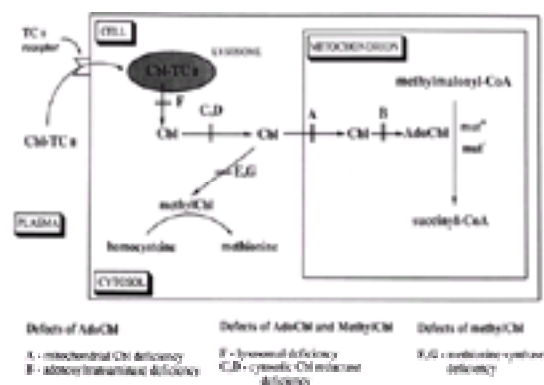 TC II
receptor
CELL
LYSOSOME
Cbl-TC II
F
MITOCHONDRION
methylmalonyl-CoA
Cbl-TC II
Cbl
C,D
Cbl
A
Cbl
B
AdoCbl
mut
mut
E,G
methylCbl
PLASMA
homocysteine
methionine
succinyl-CoA
CYTOSOL
Defects of AdoCbl
A - mitochondrial Cbl deficiency
B - adenosyltransferase deficiency
Defects of AdoCbl and MethylCbl
F - lysosomal deficiency
C,D - cytosolic Cbl reductase
deficiency
Defects of methylCbl
E,G - methionine synthase
deficiency